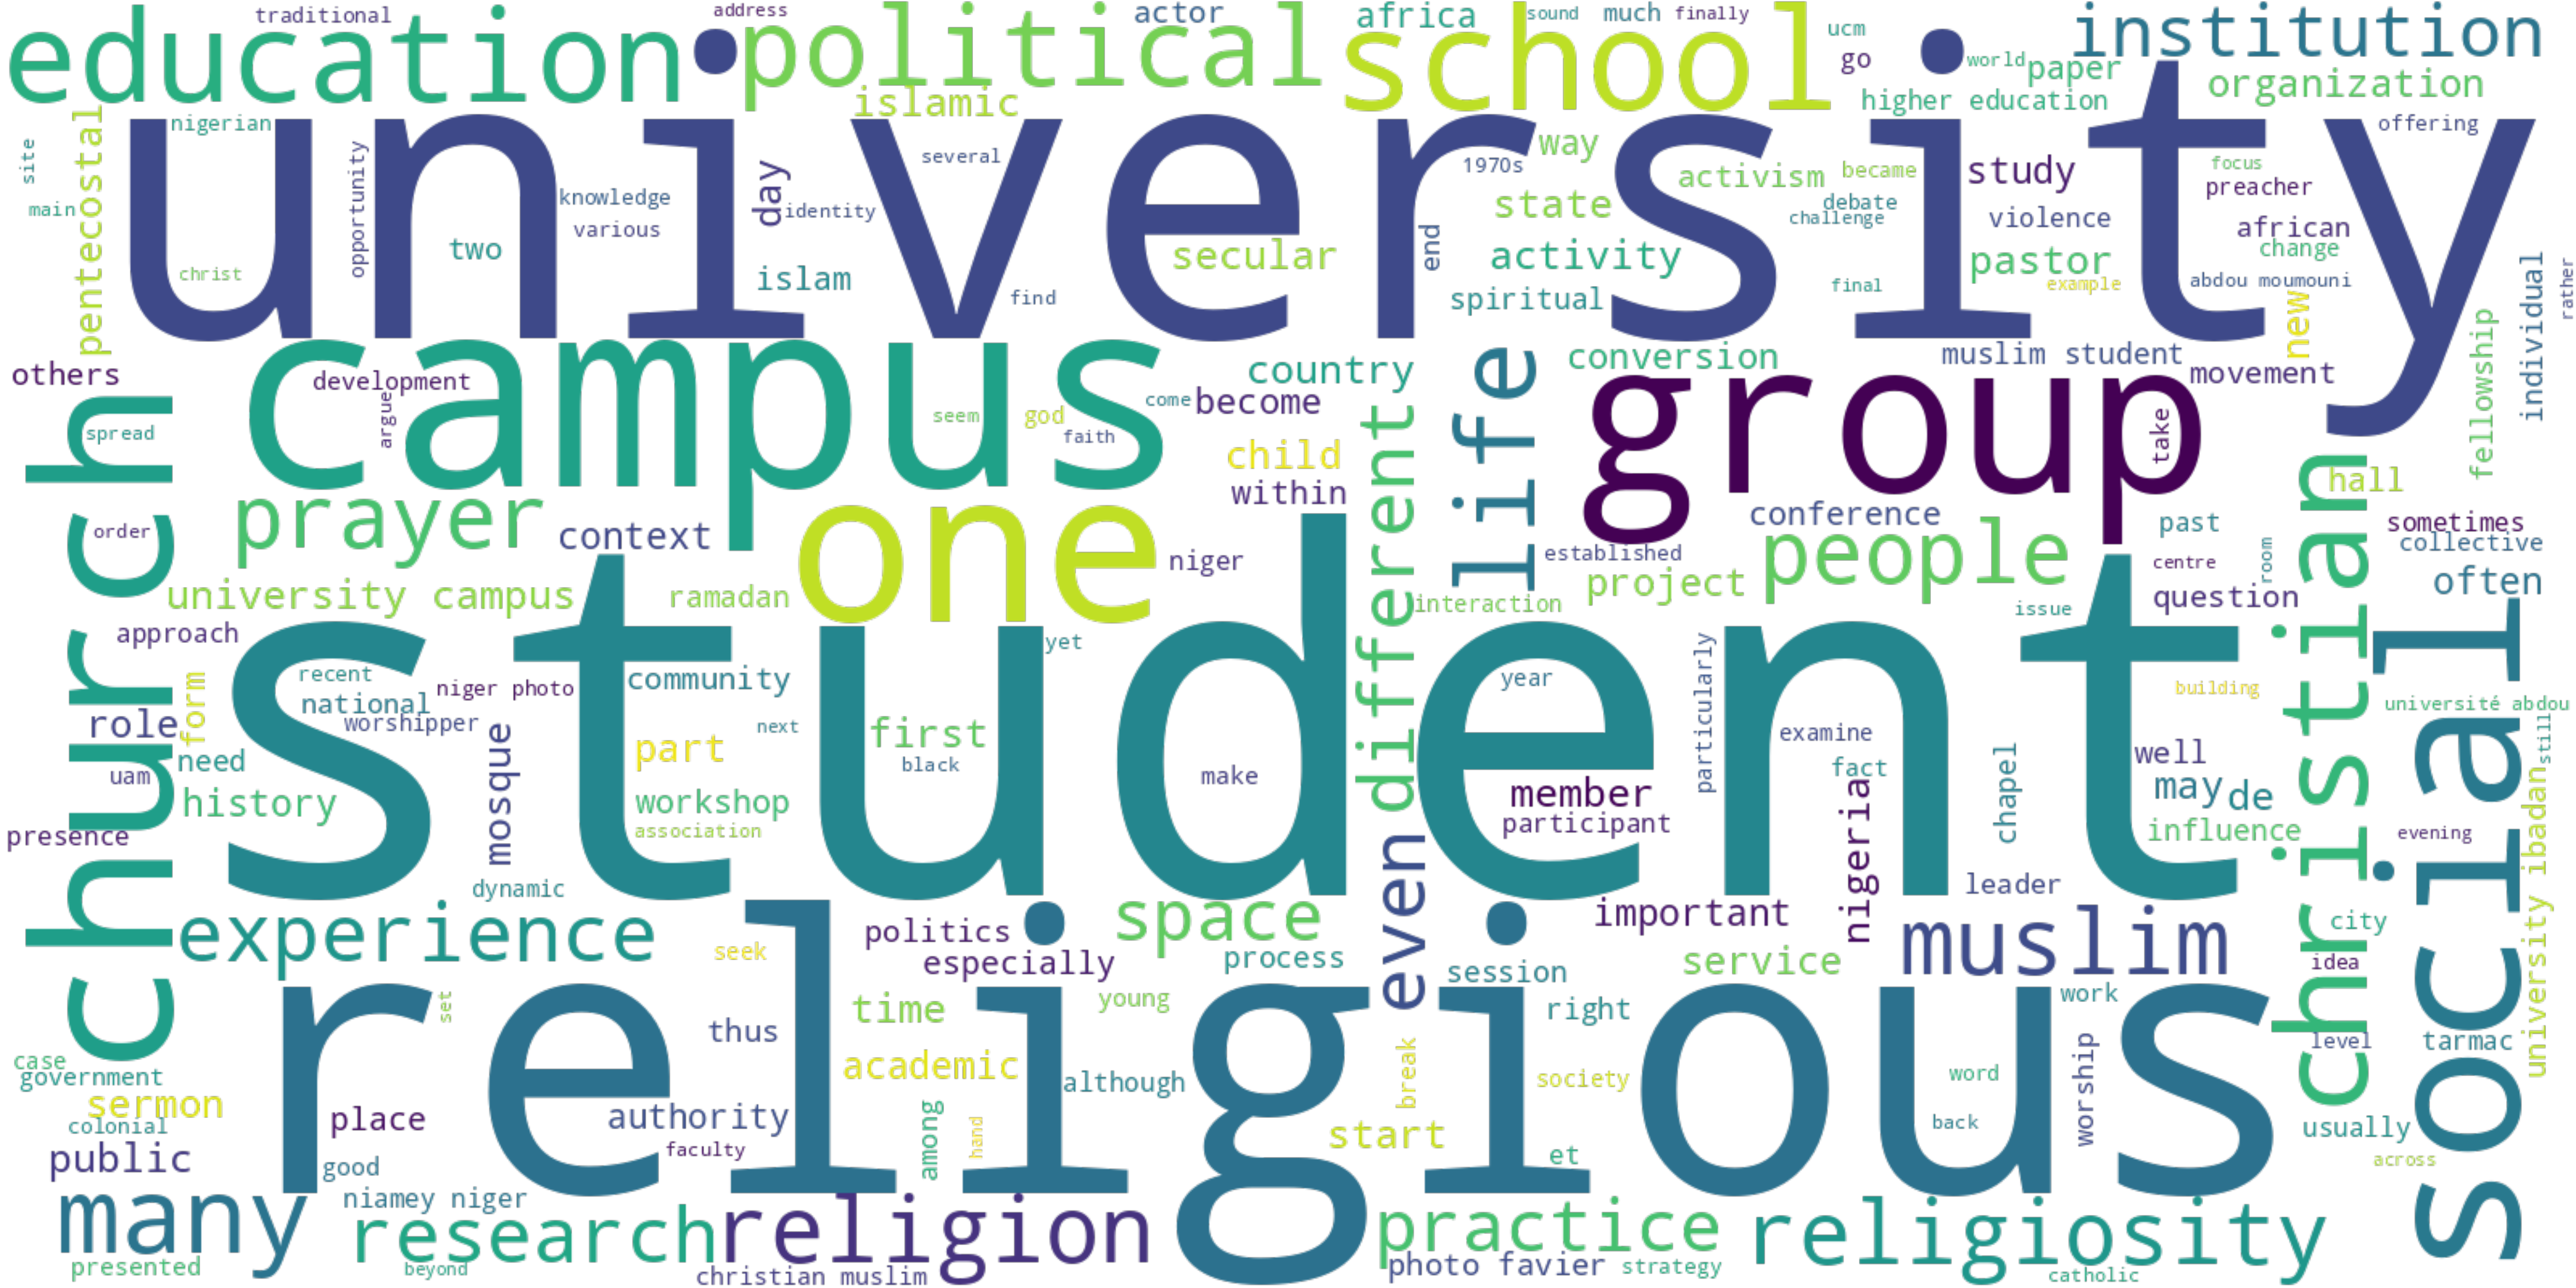 traditional
address
actor
africa
sound
much
finally
ucm
institution
education
political
school
go
world
paper
organization
islamic
higher education
nigerian
university
offering
site
pentecostal
opportunity
knowledge
day
several
1970s
way
activism
became
study
focus
preacher
main
various
identity
state
debate
challenge
violence
african
two
secular
end
activity
pastor
change
christ
islam
find
spiritual
final
example
abdou moumouni
new
individual
rather
fellowship
others
development
argue
campus
country
life
conversion
muslim student
movement
come
become
group
take
church
spread
seem
god
faith
different
child
within
christian
hall
prayer
order
context
one
niger
conference
established
people
past
centre
room
sometimes
collective
often
university campus
ramadan
interaction
project
issue
question
social
approach
student
yet
recent
national
niger photo
community
year
particularly
building
université abdou
still
role
form
worshipper
next
first
examine
well
need
uam
mosque
part
black
make
fact
chapel
history
workshop
member
nigeria
may
de
presence
association
participant
influence
evening
university ibadan
even
dynamic
leader
experience
religious
politics
space
important
muslim
city
seek
especially
process
session
service
idea
set
time
young
right
work
thus
level
tarmac
case
government
academic
although
break
society
word
worship
sermon
colonial
place
authority
among
hand
start
back
usually
public
good
faculty
et
across
many
niamey niger
research
religion
practice
religiosity
presented
beyond
christian muslim
photo favier
strategy
catholic